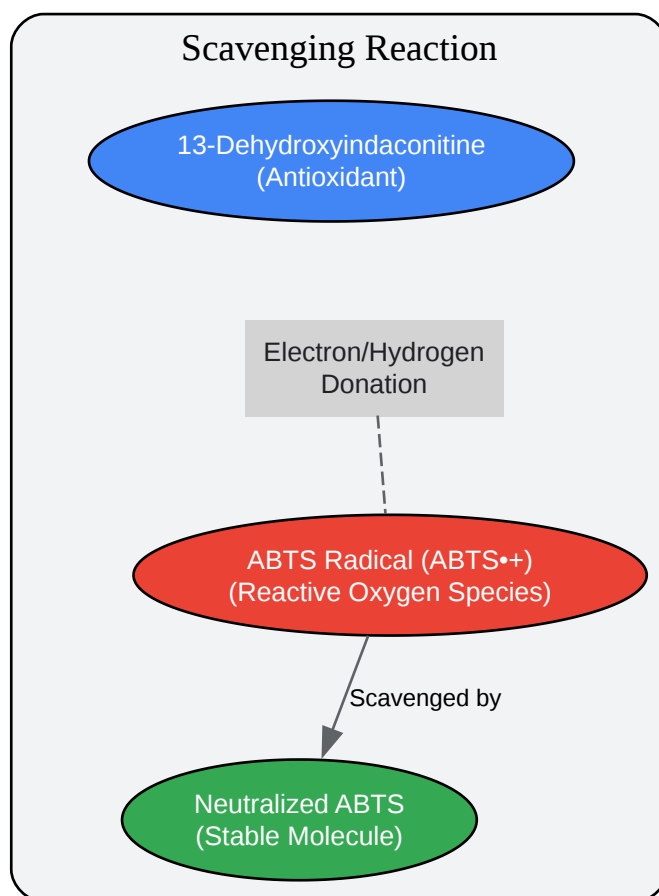 Scavenging Reaction
13-Dehydroxyindaconitine
(Antioxidant)
Electron/Hydrogen
Donation
ABTS Radical (ABTS•+)
(Reactive Oxygen Species)
Scavenged by
Neutralized ABTS
(Stable Molecule)